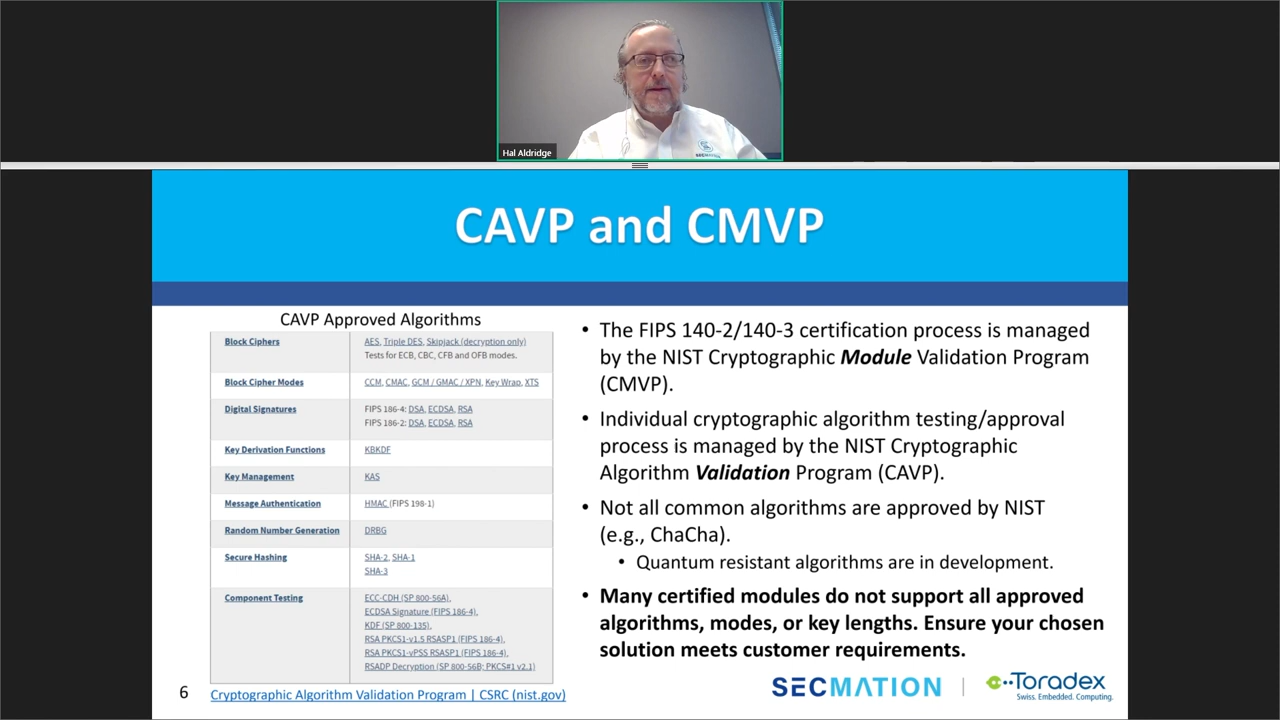 Hal Aldridge
SECMATION
CAVP and CMVP
CAVP Approved Algorithms
Block Ciphers
AES, Triple DES, Skipjack (decryption only)
Tests for ECB, CBC, CFB and OFB modes.
Block Cipher Modes
CCM, CMAC, GCM / GMAC / XPN, Key Wrap, XTS
Digital Signatures
FIPS 186-4: DSA, ECDSA, RSA
FIPS 186-2: DSA, ECDSA, RSA
Key Derivation Functions
KBKDF
Key Management
KAS
Message Authentication
HMAC (FIPS 198-1)
Random Number Generation
DRBG
Secure Hashing
SHA-2, SHA-1
SHA-3
Component Testing
ECC-CDH (SP 800-56A),
ECDSA Signature (FIPS 186-4),
KDF (SP 800-135),
RSA PKCS1-v1.5 RSASP1 (FIPS 186-4),
RSA PKCS1-vPSS RSASP1 (FIPS 186-4),
RSADP Decryption (SP 800-56B; PKCS#1 v2.1)
• The FIPS 140-2/140-3 certification process is managed
by the NIST Cryptographic Module Validation Program
(CMVP).
• Individual cryptographic algorithm testing/approval
process is managed by the NIST Cryptographic
Algorithm Validation Program (CAVP).
• Not all common algorithms are approved by NIST
(e.g., ChaCha).
• Quantum resistant algorithms are in development.
• Many certified modules do not support all approved
algorithms, modes, or key lengths. Ensure your chosen
solution meets customer requirements.
6
Cryptographic Algorithm Validation Program | CSRC (nist.gov)
SECMATION
Toradex
Swiss. Embedded. Computing.